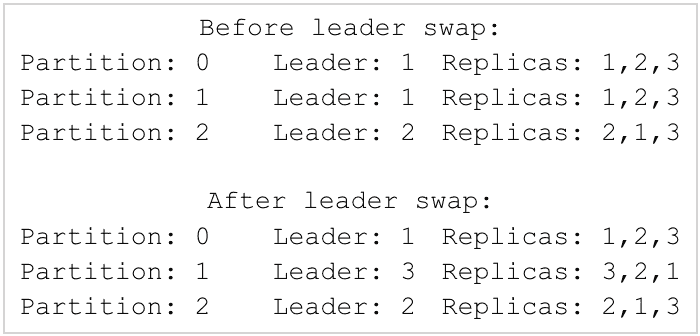 Before leader swap:
Partition: 0 Leader: 1 Replicas: 1,2,3
Partition: 1 Leader: 1 Replicas: 1,2,3
Partition: 2 Leader: 2 Replicas: 2,1,3
After leader swap:
Partition: 0 Leader: 1 Replicas: 1,2,3
Partition: 1 Leader: 3 Replicas: 3,2,1
Partition: 2 Leader: 2 Replicas: 2,1,3